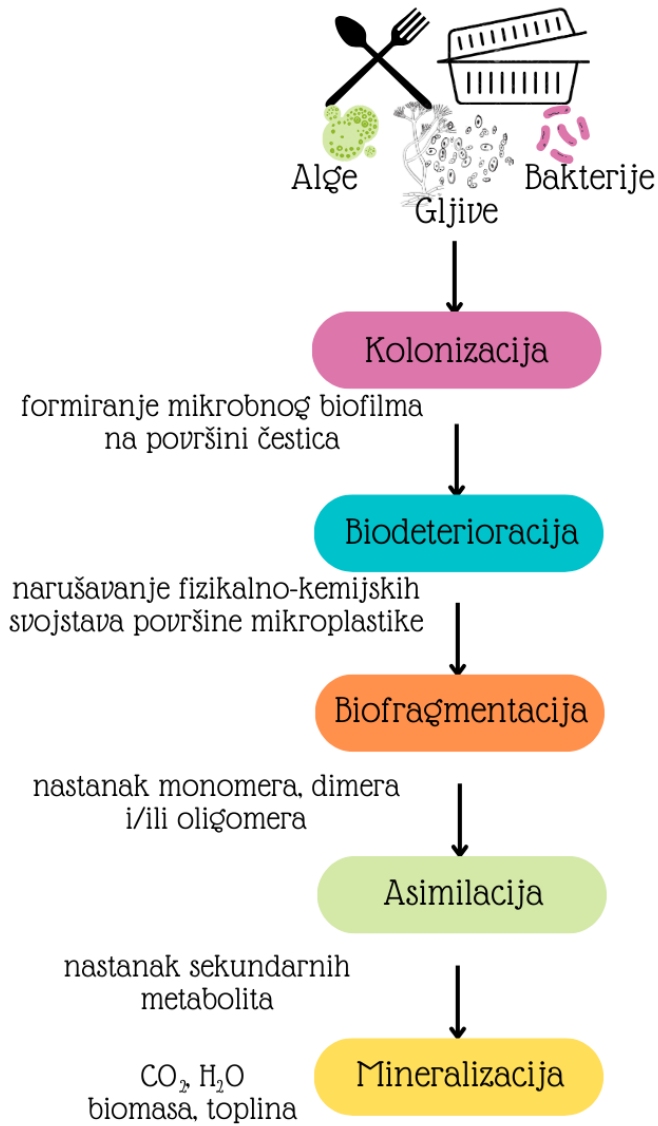 Alge
Gljive
Bakterije
Kolonizacija
formiranje mikrobnog biofilma
na površini čestica
Biodeterioracija
narušavanje fizikalno-kemijskih
svojstava površine mikroplastike
Biofragmentacija
nastanak monomera, dimera
i/ili oligomera
Asimilacija
nastanak sekundarnih
metabolita
Mineralizacija
CO₂, H₂O
biomasa, toplina